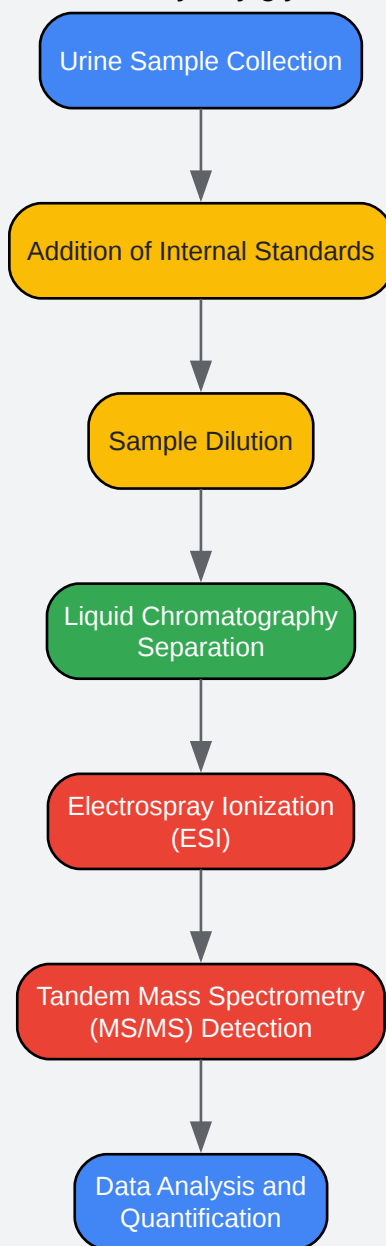 Urine Sample Collection
Addition of Internal Standards
Sample Dilution
Liquid Chromatography
Separation
Electrospray Ionization
(ESI)
Tandem Mass Spectrometry
(MS/MS) Detection
Data Analysis and
Quantification